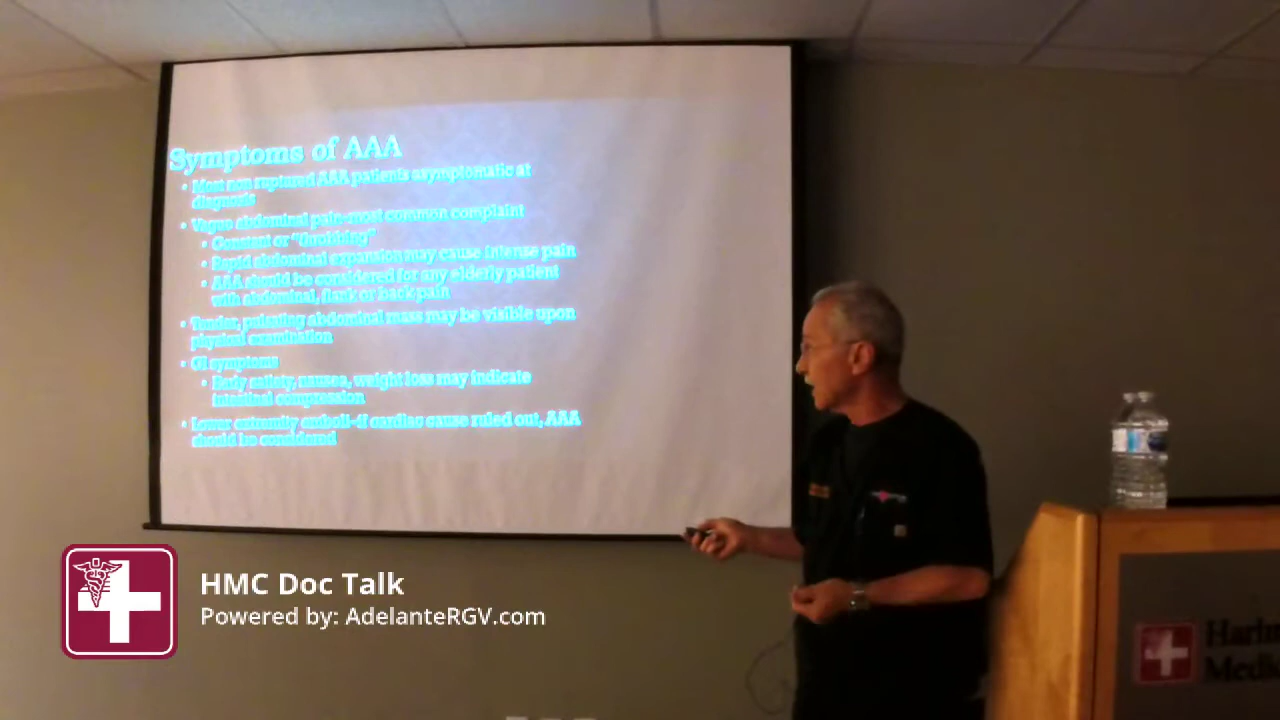 Symptoms of AAA
• Most non ruptured AAA patients asymptomatic at
diagnosis
• Vague abdominal pain-most common complaint
• Constant or "throbbing"
• Rapid abdominal expansion may cause intense pain
• AAA should be considered for any elderly patient
with abdominal, flank or back pain
• Tender, pulsating abdominal mass may be visible upon
physical examination
• GI symptoms
• Early satiety, nausea, weight loss may indicate
intestinal compression
• Lower extremity emboli-if cardiac cause ruled out, AAA
should be considered
HMC Doc Talk
Powered by: AdelanteRGV.com